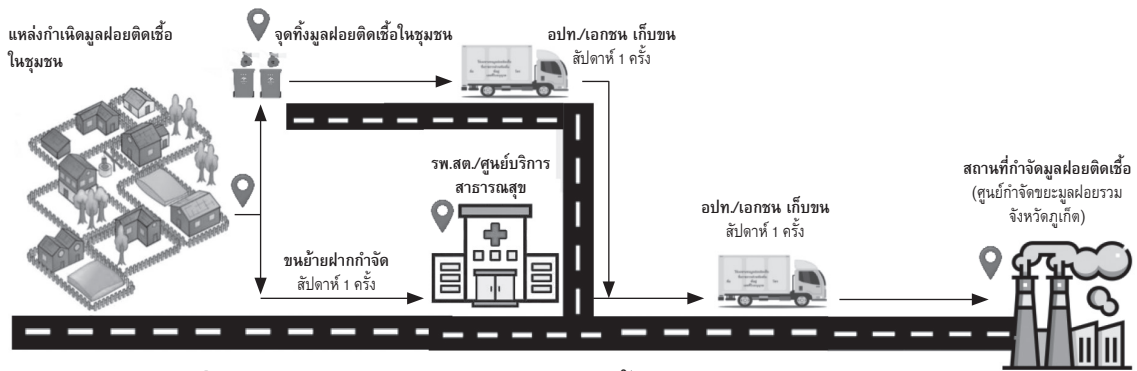 แหล่งกำเนิดมูลฝอยติดเชื้อ
ในชุมชน
จุดทิ้งมูลฝอยติดเชื้อในชุมชน
อปท./เอกชน เก็บขน
สัปดาห์ 1 ครั้ง
รพ.สต./ศูนย์บริการ
สาธารณสุข
ขนย้ายฝากกำจัด
สัปดาห์ 1 ครั้ง
อปท./เอกชน เก็บขน
สัปดาห์ 1 ครั้ง
สถานที่กำจัดมูลฝอยติดเชื้อ
(ศูนย์กำจัดขยะมูลฝอยรวม
จังหวัดภูเก็ต)